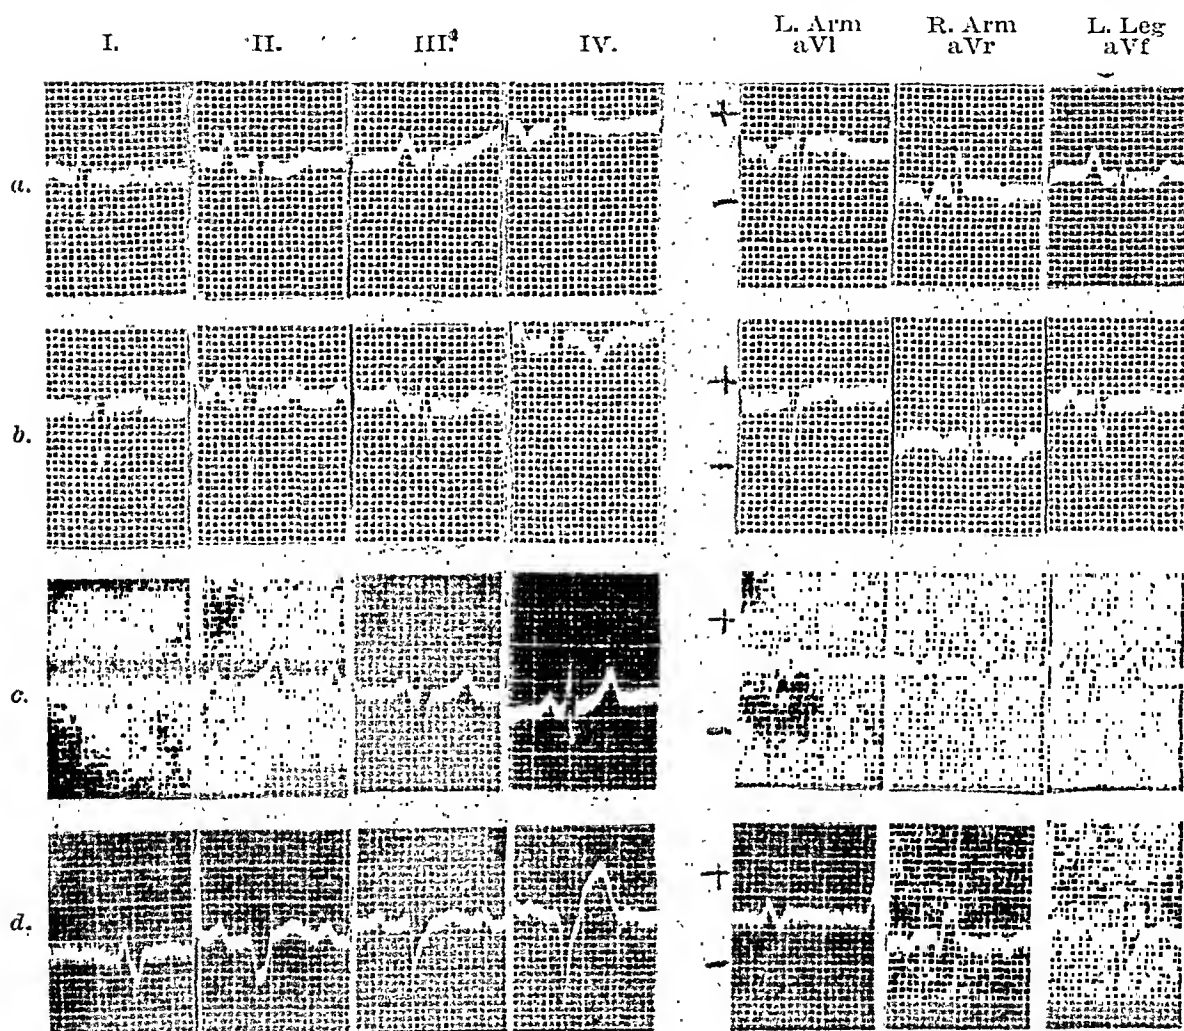 I. II. III. IV. L. Arm aVl R. Arm aVr L. Leg aVf
a. + −
b. + −
c. + −
d. + −